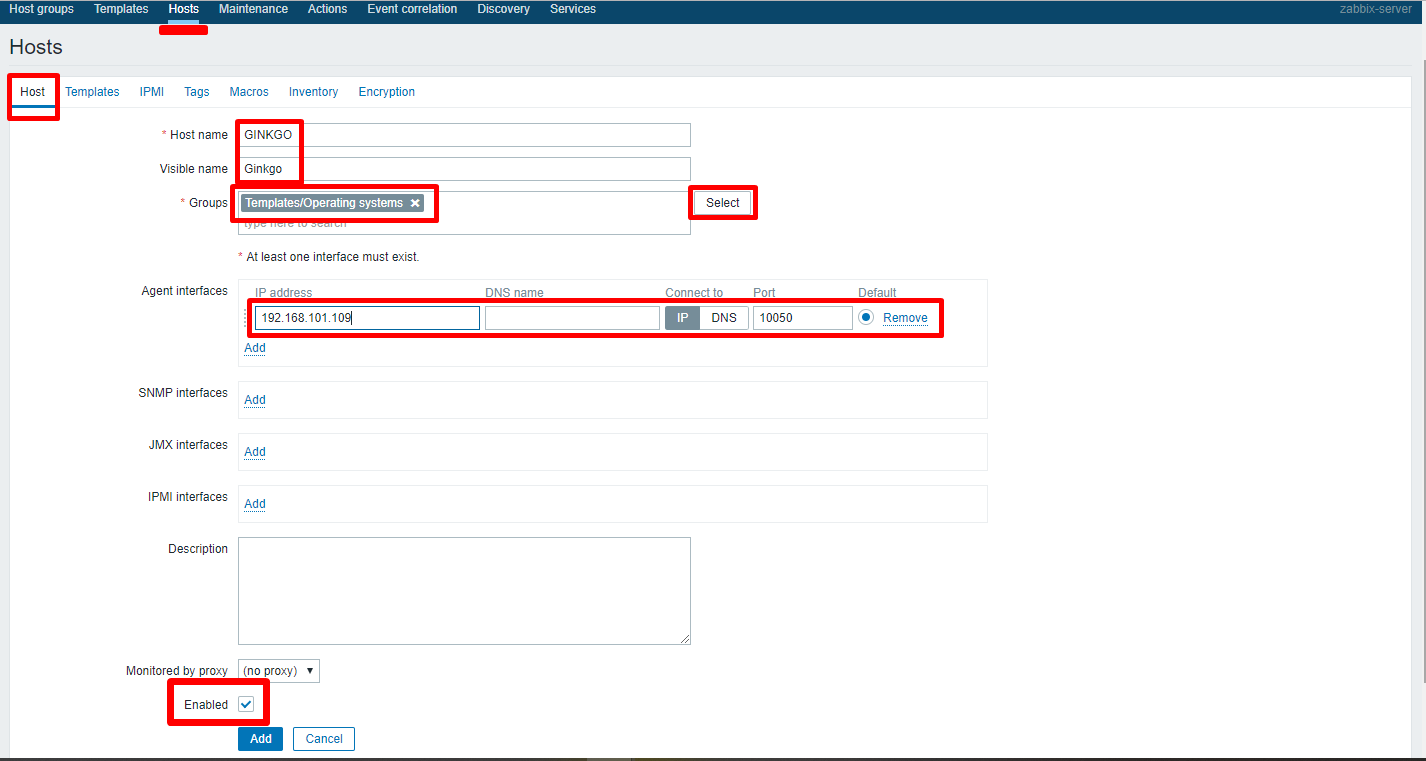 Host groups Templates Hosts Maintenance Actions Event correlation Discovery Services zabbix-server
Hosts
Host Templates IPMI Tags Macros Inventory Encryption
* Host name GINKGO
Visible name Ginkgo
* Groups Templates/Operating systems Select
type here to search
* At least one interface must exist.
Agent interfaces IP address DNS name Connect to Port Default
192.168.101.109 IP DNS 10050 Remove
Add
SNMP interfaces Add
JMX interfaces Add
IPMI interfaces Add
Description
Monitored by proxy (no proxy)
Enabled
Add Cancel